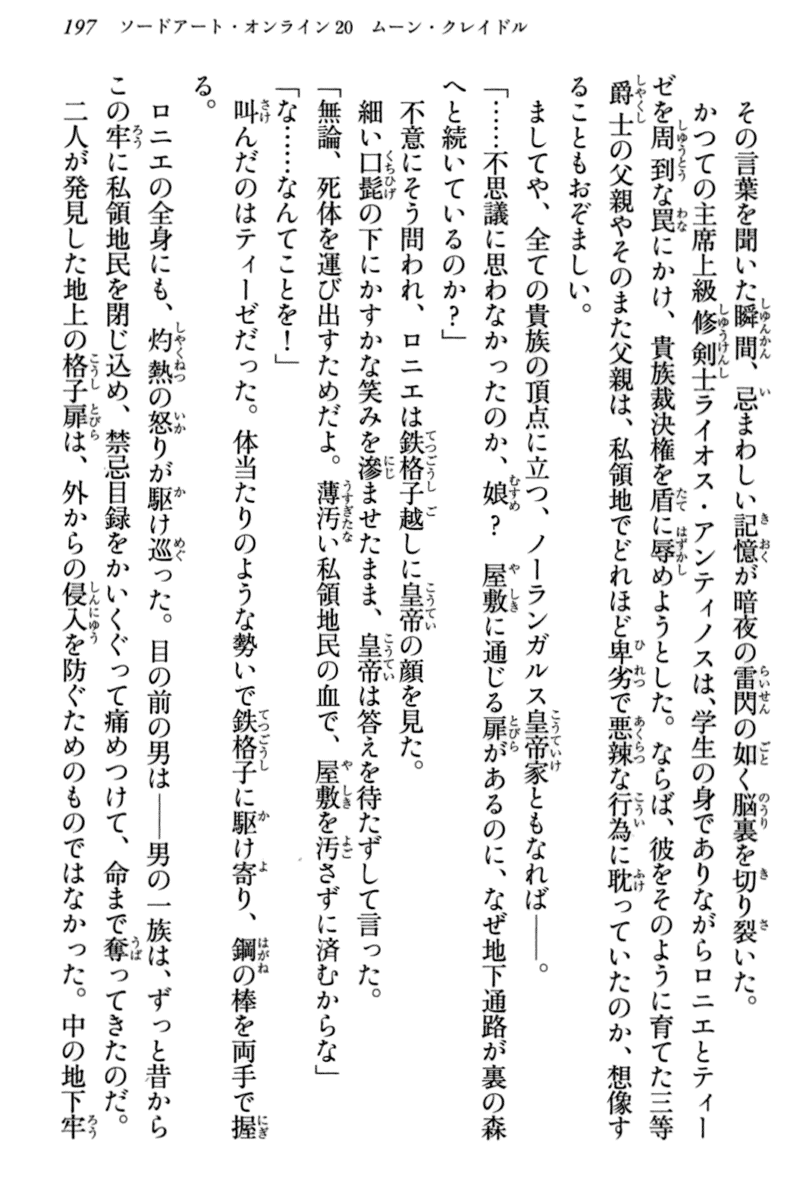 197　ソードアート・オンライン20　ムーン・クレイドル
　その言葉を聞いた瞬間、忌まわしい記憶が暗夜の雷閃の如く脳裏を切り裂いた。
　かつての主席上級修剣士ライオス・アンティノスは、学生の身でありながらロニエとティー
ゼを周到な罠にかけ、貴族裁決権を盾に辱めようとした。ならば、彼をそのように育てた三等
爵士の父親やそのまた父親は、私領地でどれほど卑劣で悪辣な行為に耽っていたのか、想像す
ることもおぞましい。
　ましてや、全ての貴族の頂点に立つ、ノーランガルス皇帝家ともなれば――。
「……不思議に思わなかったのか、娘？　屋敷に通じる扉があるのに、なぜ地下通路が裏の森
へと続いているのか？」
　不意にそう問われ、ロニエは鉄格子越しに皇帝の顔を見た。
　細い口髭の下にかすかな笑みを滲ませたまま、皇帝は答えを待たずして言った。
「無論、死体を運び出すためだよ。薄汚い私領地民の血で、屋敷を汚さずに済むからな」
「な……なんてことを！」
　叫んだのはティーゼだった。体当たりのような勢いで鉄格子に駆け寄り、鋼の棒を両手で握
る。
　ロニエの全身にも、灼熱の怒りが駆け巡った。目の前の男は――男の一族は、ずっと昔から
この牢に私領地民を閉じ込め、禁忌目録をかいくぐって痛めつけて、命まで奪ってきたのだ。
二人が発見した地上の格子扉は、外からの侵入を防ぐためのものではなかった。中の地下牢